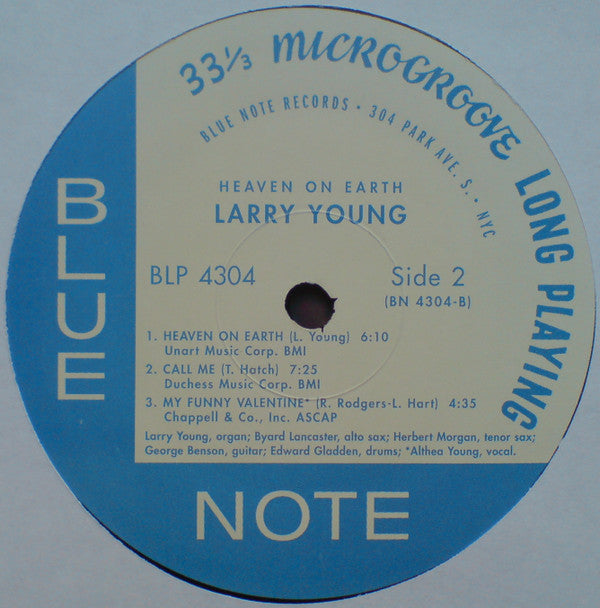 33 1/3 MICROGROOVE LONG PLAYING
BLUE NOTE RECORDS • 304 PARK AVE. S. • NYC
HEAVEN ON EARTH
LARRY YOUNG
BLP 4304
Side 2
(BN 4304-B)
1. HEAVEN ON EARTH (L. Young) 6:10
Unart Music Corp. BMI
2. CALL ME (T. Hatch) 7:25
Duchess Music Corp. BMI
3. MY FUNNY VALENTINE* (R. Rodgers-L. Hart) 4:35
Chappell & Co., Inc. ASCAP
Larry Young, organ; Byard Lancaster, alto sax; Herbert Morgan, tenor sax;
George Benson, guitar; Edward Gladden, drums; *Althea Young, vocal.
BLUE
NOTE